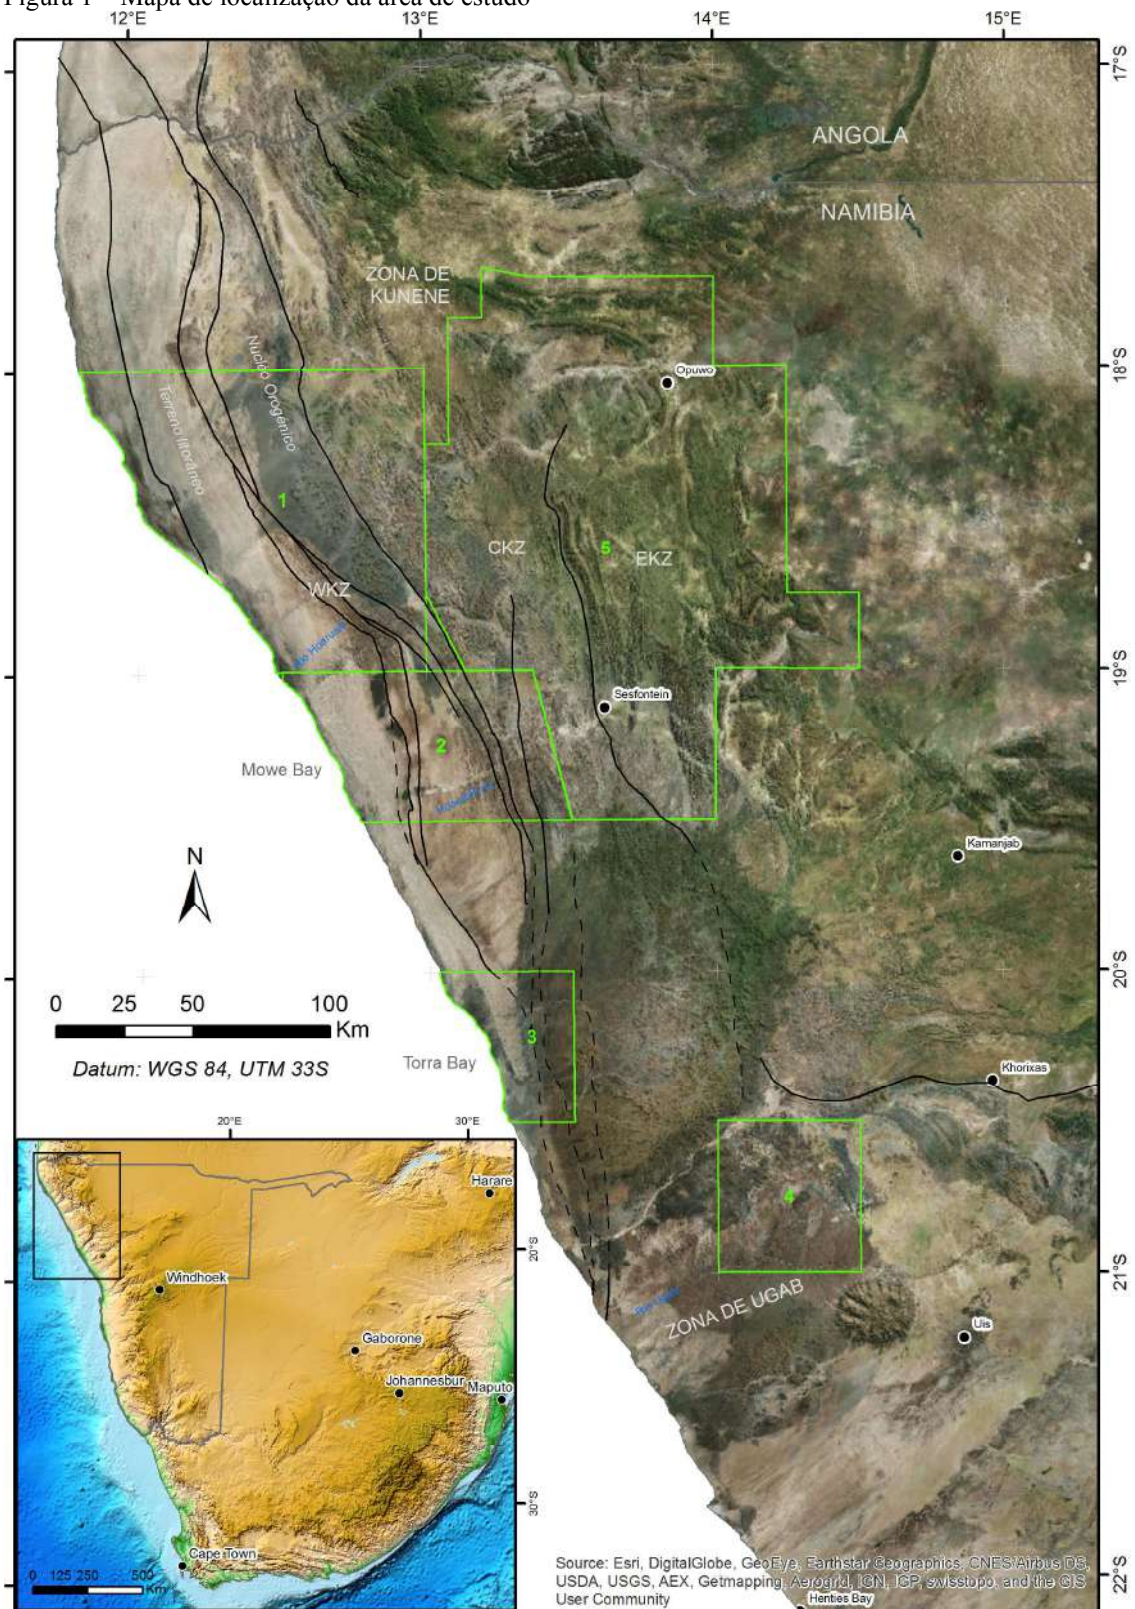 Figura 1 – Mapa de localização da área de estudo
12°E
13°E
14°E
15°E
17°S
ANGOLA
NAMIBIA
ZONA DE
KUNENE
18°S
Opuwo
Núcleo Orogênico
Terreno litorâneo
1
CKZ
5
EKZ
WKZ
19°S
Sesfontein
2
Mowe Bay
Kamanjab
N
20°S
0 25 50 100
Km
3
Datum: WGS 84, UTM 33S
Torra Bay
Khorixas
20°E
30°E
4
Harare
20°S
21°S
Windhoek
ZONA DE UGAB
Uis
Gaborone
Johannesbur
Maputo
30°S
Cape Town
0 125 250 500
Km
Source: Esri, DigitalGlobe, GeoEye, Earthstar Geographics, CNES/Airbus DS,
USDA, USGS, AEX, Getmapping, Aerogrid, IGN, IGP, swisstopo, and the GIS
User Community
22°S
Henties Bay